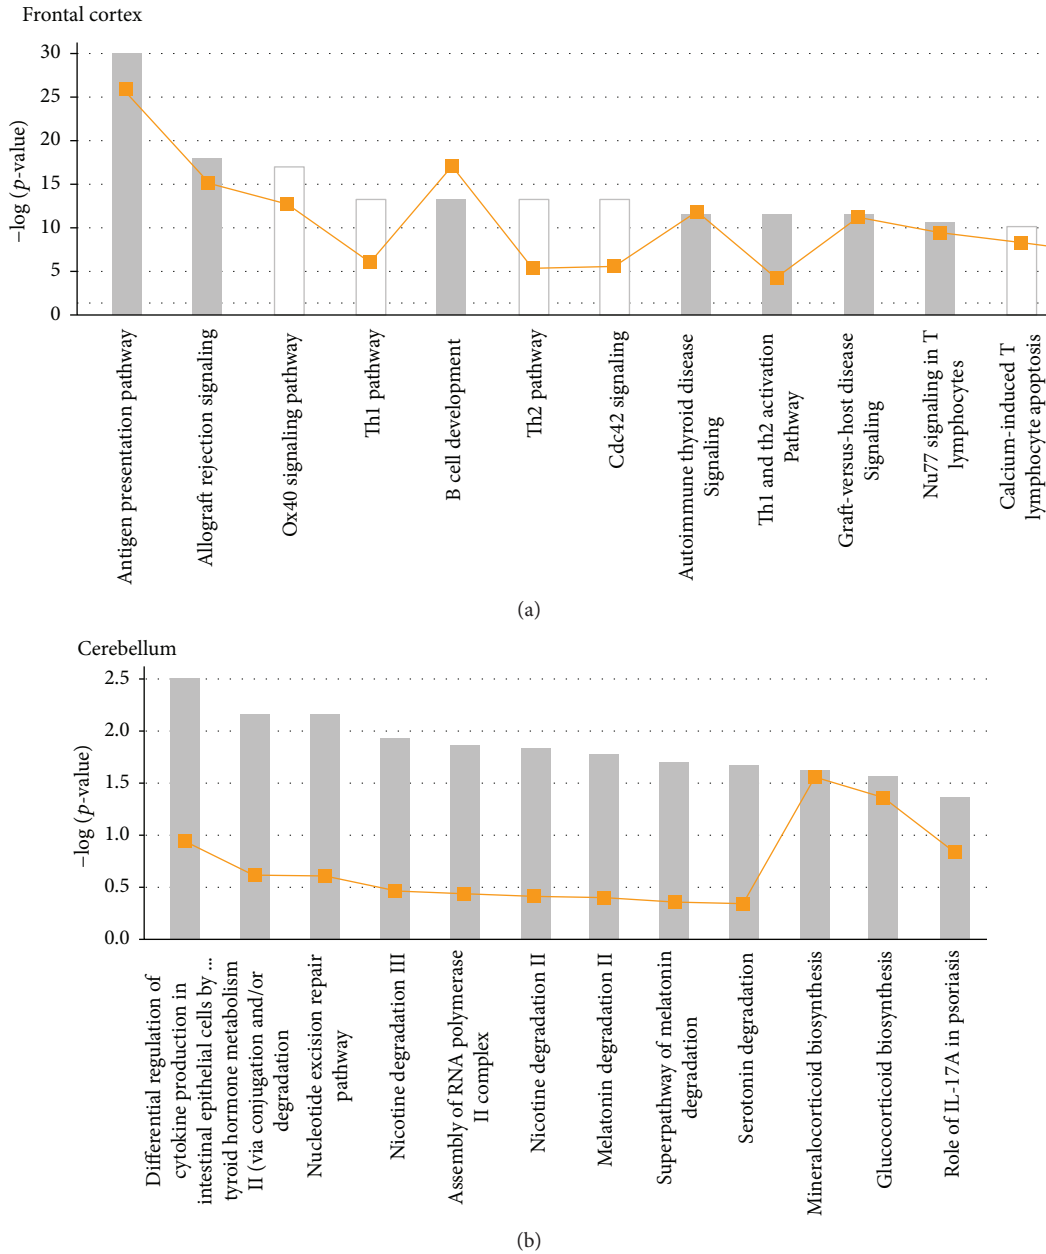 Frontal cortex
30
25
20
15
10
5
0
−log (p-value)
Antigen presentation pathway
Allograft rejection signaling
Ox40 signaling pathway
Th1 pathway
B cell development
Th2 pathway
Cdc42 signaling
Autoimmune thyroid disease
Signaling
Th1 and th2 activation
Pathway
Graft-versus-host disease
Signaling
Nu77 signaling in T
lymphocytes
Calcium-induced T
lymphocyte apoptosis
(a)
Cerebellum
2.5
2.0
1.5
1.0
0.5
0.0
−log (p-value)
Differential regulation of
cytokine production in
intestinal epithelial cells by ...
tyroid hormone metabolism
II (via conjugation and/or
degradation
Nucleotide excision repair
pathway
Nicotine degradation III
Assembly of RNA polymerase
II complex
Nicotine degradation II
Melatonin degradation II
Superpathway of melatonin
degradation
Serotonin degradation
Mineralocorticoid biosynthesis
Glucocorticoid biosynthesis
Role of IL-17A in psoriasis
(b)